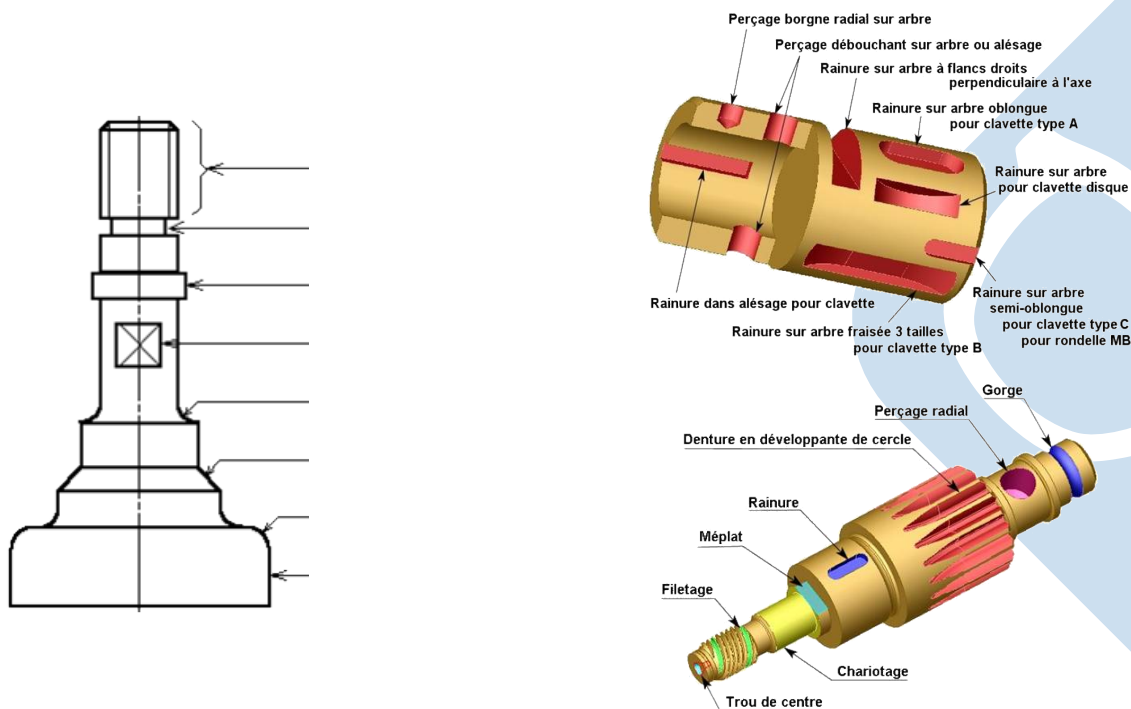 Perçage borgne radial sur arbre
Perçage débouchant sur arbre ou alésage
Rainure sur arbre à flancs droits
perpendiculaire à l'axe
Rainure sur arbre oblongue
pour clavette type A
Rainure sur arbre
pour clavette disque
Rainure dans alésage pour clavette
Rainure sur arbre fraisée 3 tailles
pour clavette type B
Rainure sur arbre
semi-oblongue
pour clavette type C
pour rondelle MB
Gorge
Perçage radial
Denture en développante de cercle
Rainure
Méplat
Filetage
Chariotage
Trou de centre